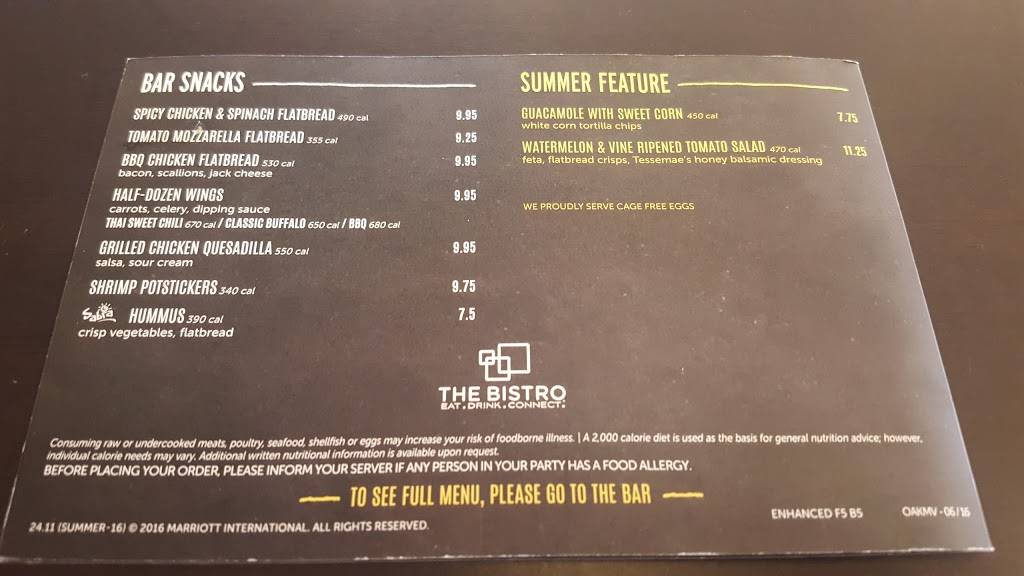 BAR SNACKS
SPICY CHICKEN & SPINACH FLATBREAD 490 cal 9.95
TOMATO MOZZARELLA FLATBREAD 355 cal 9.25
BBQ CHICKEN FLATBREAD 530 cal 9.95
bacon, scallions, jack cheese
HALF-DOZEN WINGS 9.95
carrots, celery, dipping sauce
THAI SWEET CHILI 670 cal / CLASSIC BUFFALO 650 cal / BBQ 680 cal
GRILLED CHICKEN QUESADILLA 550 cal 9.95
salsa, sour cream
SHRIMP POTSTICKERS 340 cal 9.75
Sabra HUMMUS 390 cal 7.5
crisp vegetables, flatbread
SUMMER FEATURE
GUACAMOLE WITH SWEET CORN 450 cal 7.75
white corn tortilla chips
WATERMELON & VINE RIPENED TOMATO SALAD 470 cal 11.25
feta, flatbread crisps, Tessemae's honey balsamic dressing
WE PROUDLY SERVE CAGE FREE EGGS
THE BISTRO
EAT. DRINK. CONNECT.
Consuming raw or undercooked meats, poultry, seafood, shellfish or eggs may increase your risk of foodborne illness. | A 2,000 calorie diet is used as the basis for general nutrition advice; however,
individual calorie needs may vary. Additional written nutritional information is available upon request.
BEFORE PLACING YOUR ORDER, PLEASE INFORM YOUR SERVER IF ANY PERSON IN YOUR PARTY HAS A FOOD ALLERGY.
TO SEE FULL MENU, PLEASE GO TO THE BAR
24.11 (SUMMER-16) © 2016 MARRIOTT INTERNATIONAL. ALL RIGHTS RESERVED.
ENHANCED F5 B5 OAKMV - 06/16